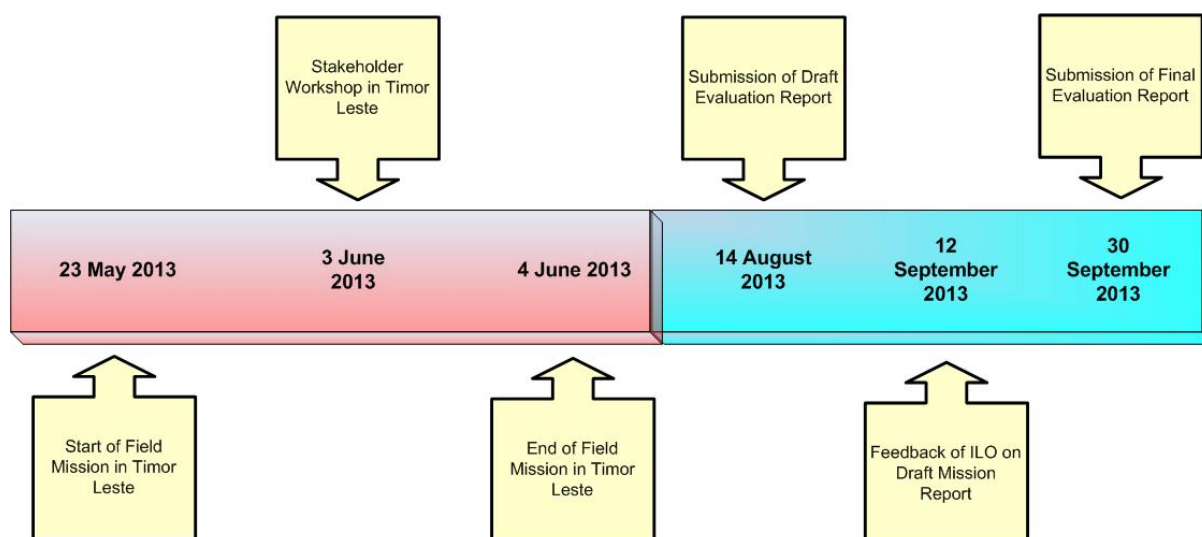 Stakeholder
Workshop in Timor
Leste
Submission of Draft
Evaluation Report
Submission of Final
Evaluation Report
23 May 2013
3 June
2013
4 June 2013
14 August
2013
12
September
2013
30
September
2013
Start of Field
Mission in Timor
Leste
End of Field
Mission in Timor
Leste
Feedback of ILO on
Draft Mission
Report